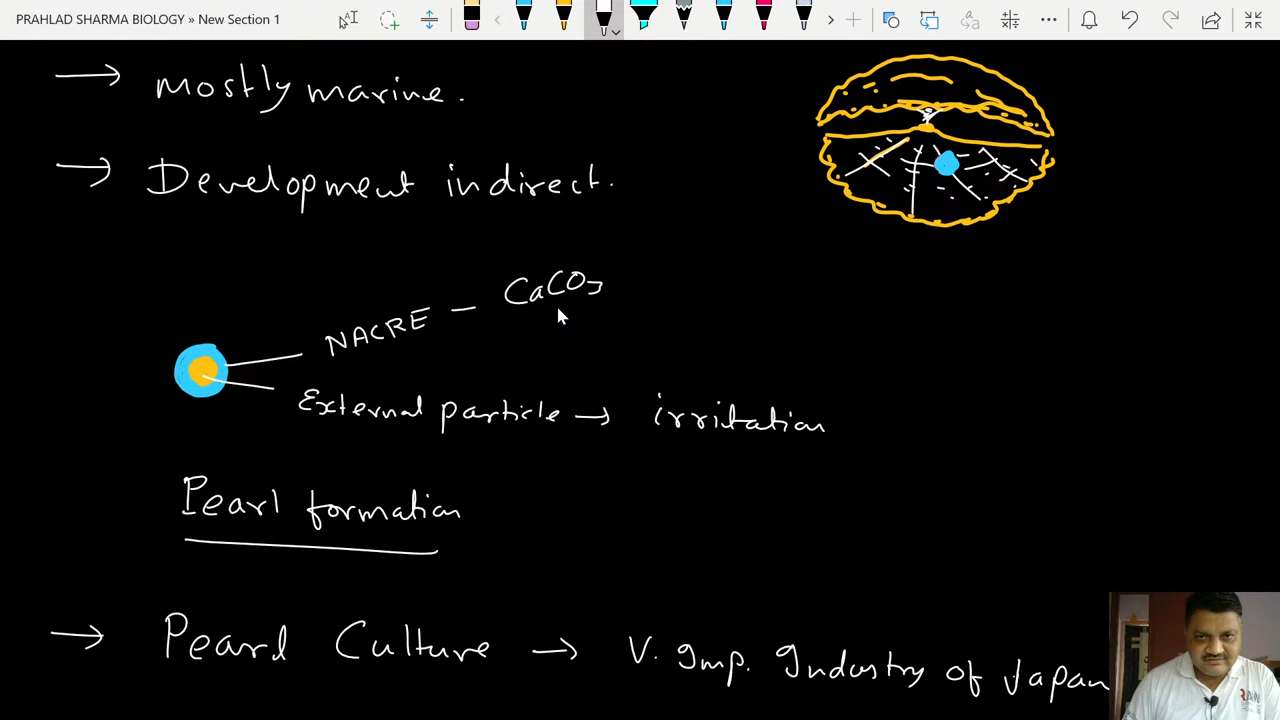 PRAHLAD SHARMA BIOLOGY » New Section 1
→ mostly marine.
→ Development indirect.
NACRE – CaCO3
External particle → irritation
Pearl formation
→ Pearl Culture → V. Imp. Industry of Japan